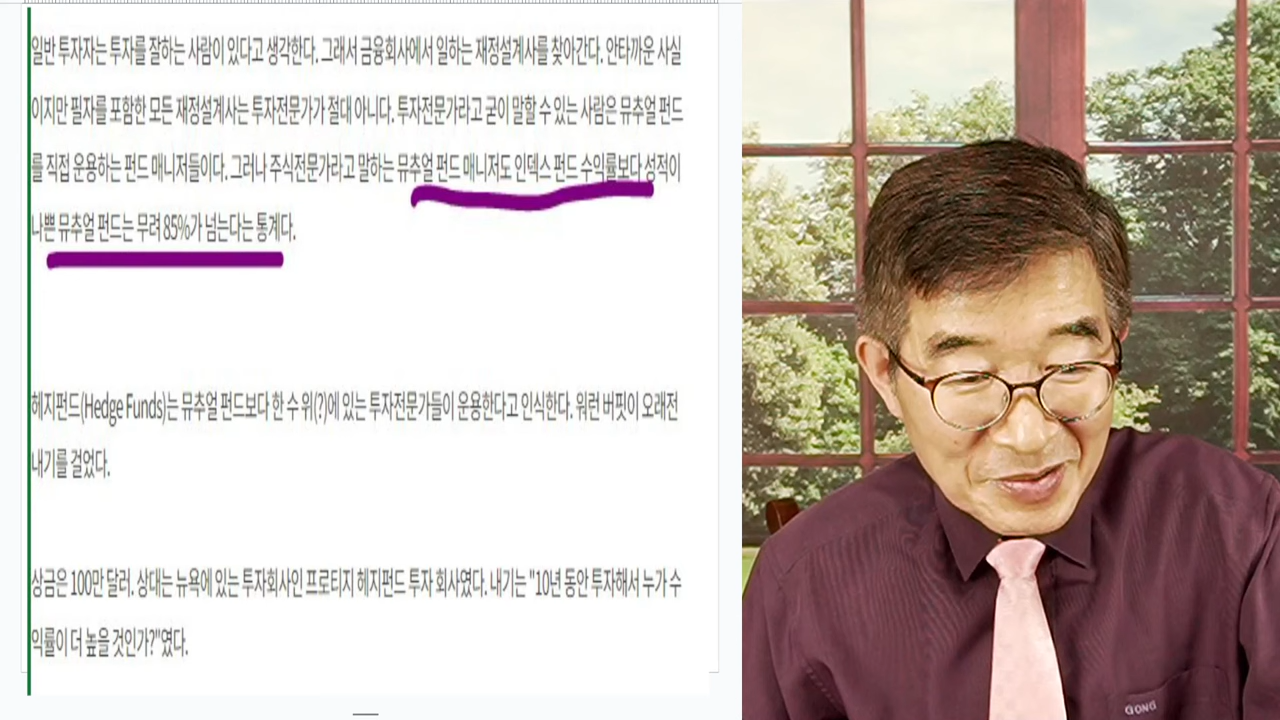 일반 투자자는 투자를 잘하는 사람이 있다고 생각한다. 그래서 금융회사에서 일하는 재정설계사를 찾아간다. 안타까운 사실
이지만 필자를 포함한 모든 재정설계사는 투자전문가가 절대 아니다. 투자전문가라고 굳이 말할 수 있는 사람은 뮤추얼 펀드
를 직접 운용하는 펀드 매니저들이다. 그러나 주식전문가라고 말하는 뮤추얼 펀드 매니저도 인덱스 펀드 수익률보다 성적이
나쁜 뮤추얼 펀드는 무려 85%가 넘는다는 통계다.
헤지펀드(Hedge Funds)는 뮤추얼 펀드보다 한 수 위(?)에 있는 투자전문가들이 운용한다고 인식한다. 워런 버핏이 오래전
내기를 걸었다.
상금은 100만 달러. 상대는 뉴욕에 있는 투자회사인 프로티지 헤지펀드 투자 회사였다. 내기는 "10년 동안 투자해서 누가 수
익률이 더 높을 것인가?"였다.
GONG